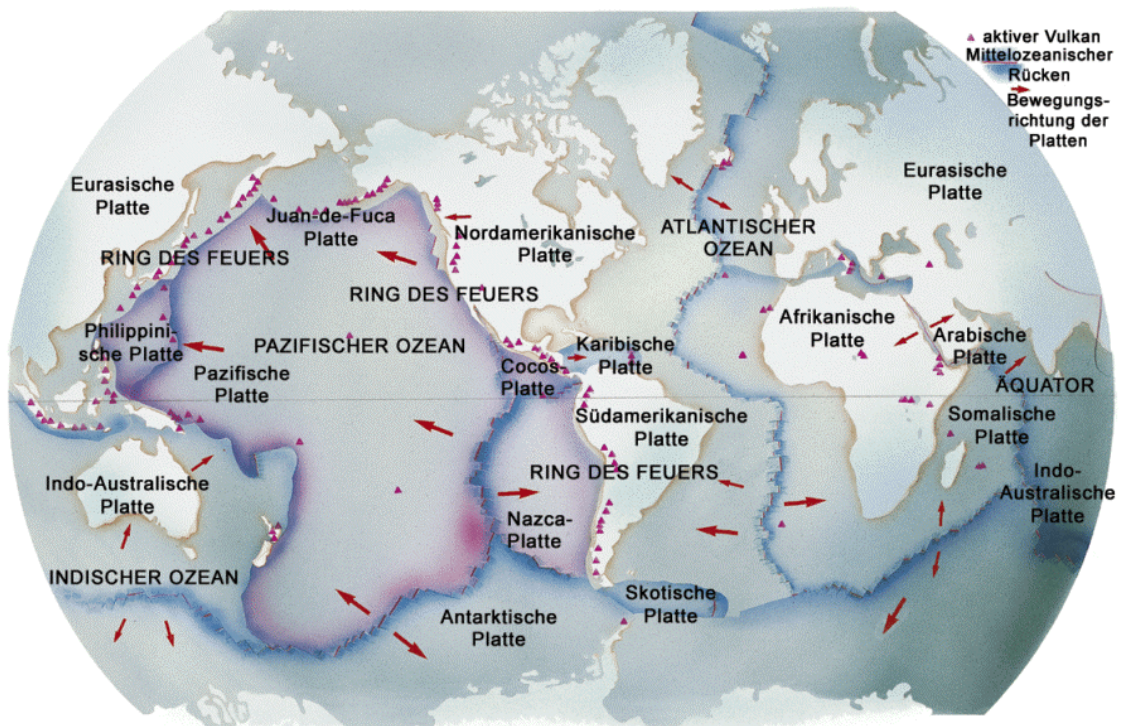 aktiver Vulkan
Mittelozeanischer
Rücken
Bewegungs-
richtung der
Platten
Eurasische
Platte
Juan-de-Fuca
Platte
Nordamerikanische
Platte
ATLANTISCHER
OZEAN
Eurasische
Platte
RING DES FEUERS
RING DES FEUERS
Philippini-
sche Platte
PAZIFISCHER OZEAN
Pazifische
Platte
Cocos-
Platte
Karibische
Platte
Afrikanische
Platte
Arabische
Platte
ÄQUATOR
Südamerikanische
Platte
Somalische
Platte
Indo-Australische
Platte
RING DES FEUERS
Nazca-
Platte
Indo-
Australische
Platte
INDISCHER OZEAN
Antarktische
Platte
Skotische
Platte